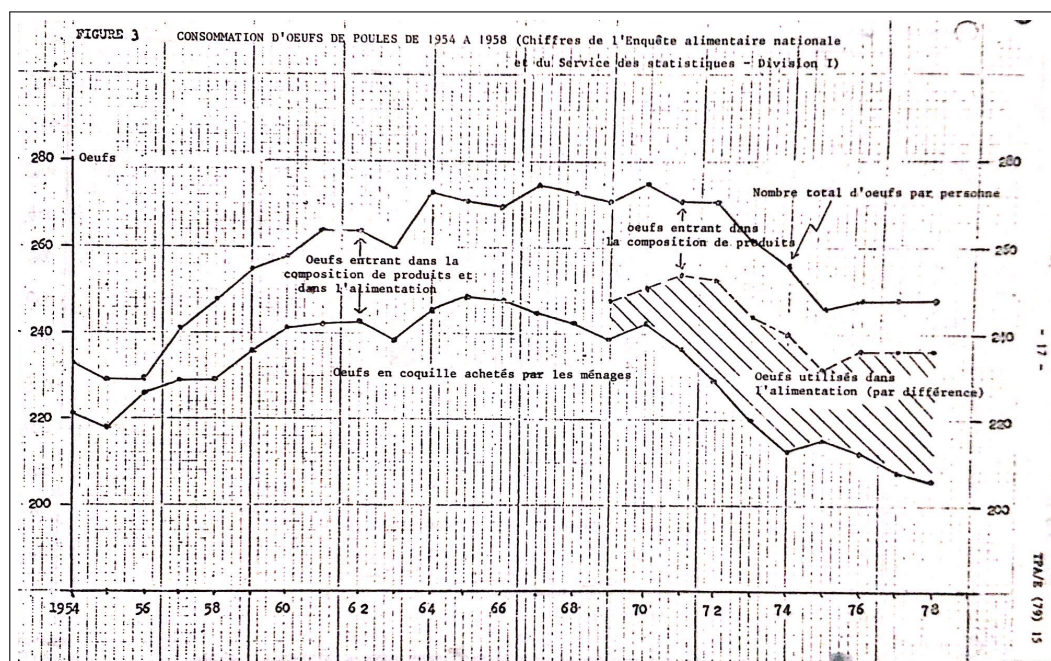 FIGURE 3 CONSOMMATION D'OEUFS DE POULES DE 1954 A 1958 (Chiffres de l'Enquête alimentaire nationale
et du Service des statistiques - Division I)
280
Oeufs
280
Nombre total d'oeufs par personne
oeufs entrant dans
la composition de produits
260
260
Oeufs entrant dans la
composition de produits et
dans l'alimentation
240
240
Oeufs en coquille achetés par les ménages
Oeufs utilisés dans
l'alimentation (par différence)
220
220
200
200
1954 56 58 60 62 64 66 68 70 72 74 76 78
- 17 -
TPA/E (79) 15